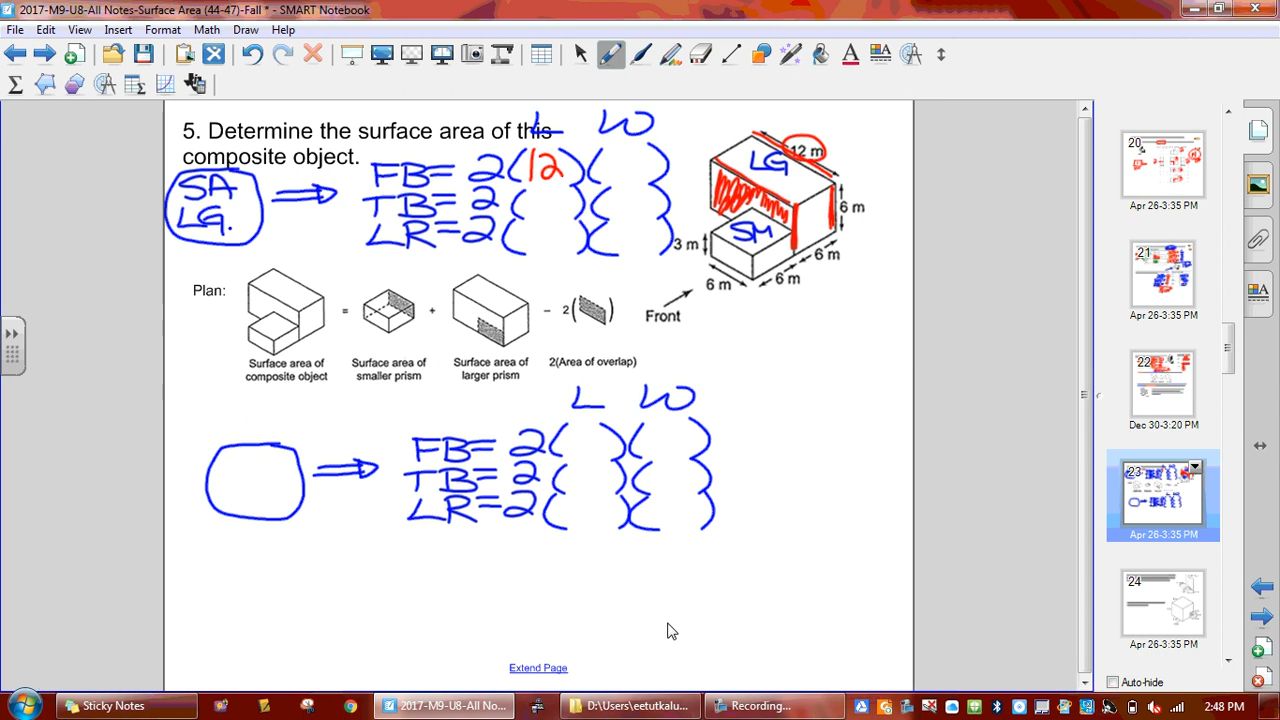 2017-M9-U8-All Notes-Surface Area (44-47)-Fall * - SMART Notebook
File Edit View Insert Format Math Draw Help
5. Determine the surface area of this
composite object.
L W
SA
LG.
FB= 2(12)( )
TB= 2( )( )
LR=2( )( )
12 m
LG
6 m
SM
3 m
6 m
6 m
6 m
Front
Plan:
= + - 2( )
Surface area of
composite object
Surface area of
smaller prism
Surface area of
larger prism
2(Area of overlap)
L W
FB= 2( )( )
TB= 2( )( )
LR=2( )( )
Extend Page
20
Apr 26-3:35 PM
21
Apr 26-3:35 PM
22
Dec 30-3:20 PM
23
Apr 26-3:35 PM
24
Apr 26-3:35 PM
Auto-hide
Sticky Notes
2017-M9-U8-All No...
D:\Users\eetutkalu...
Recording...
2:48 PM